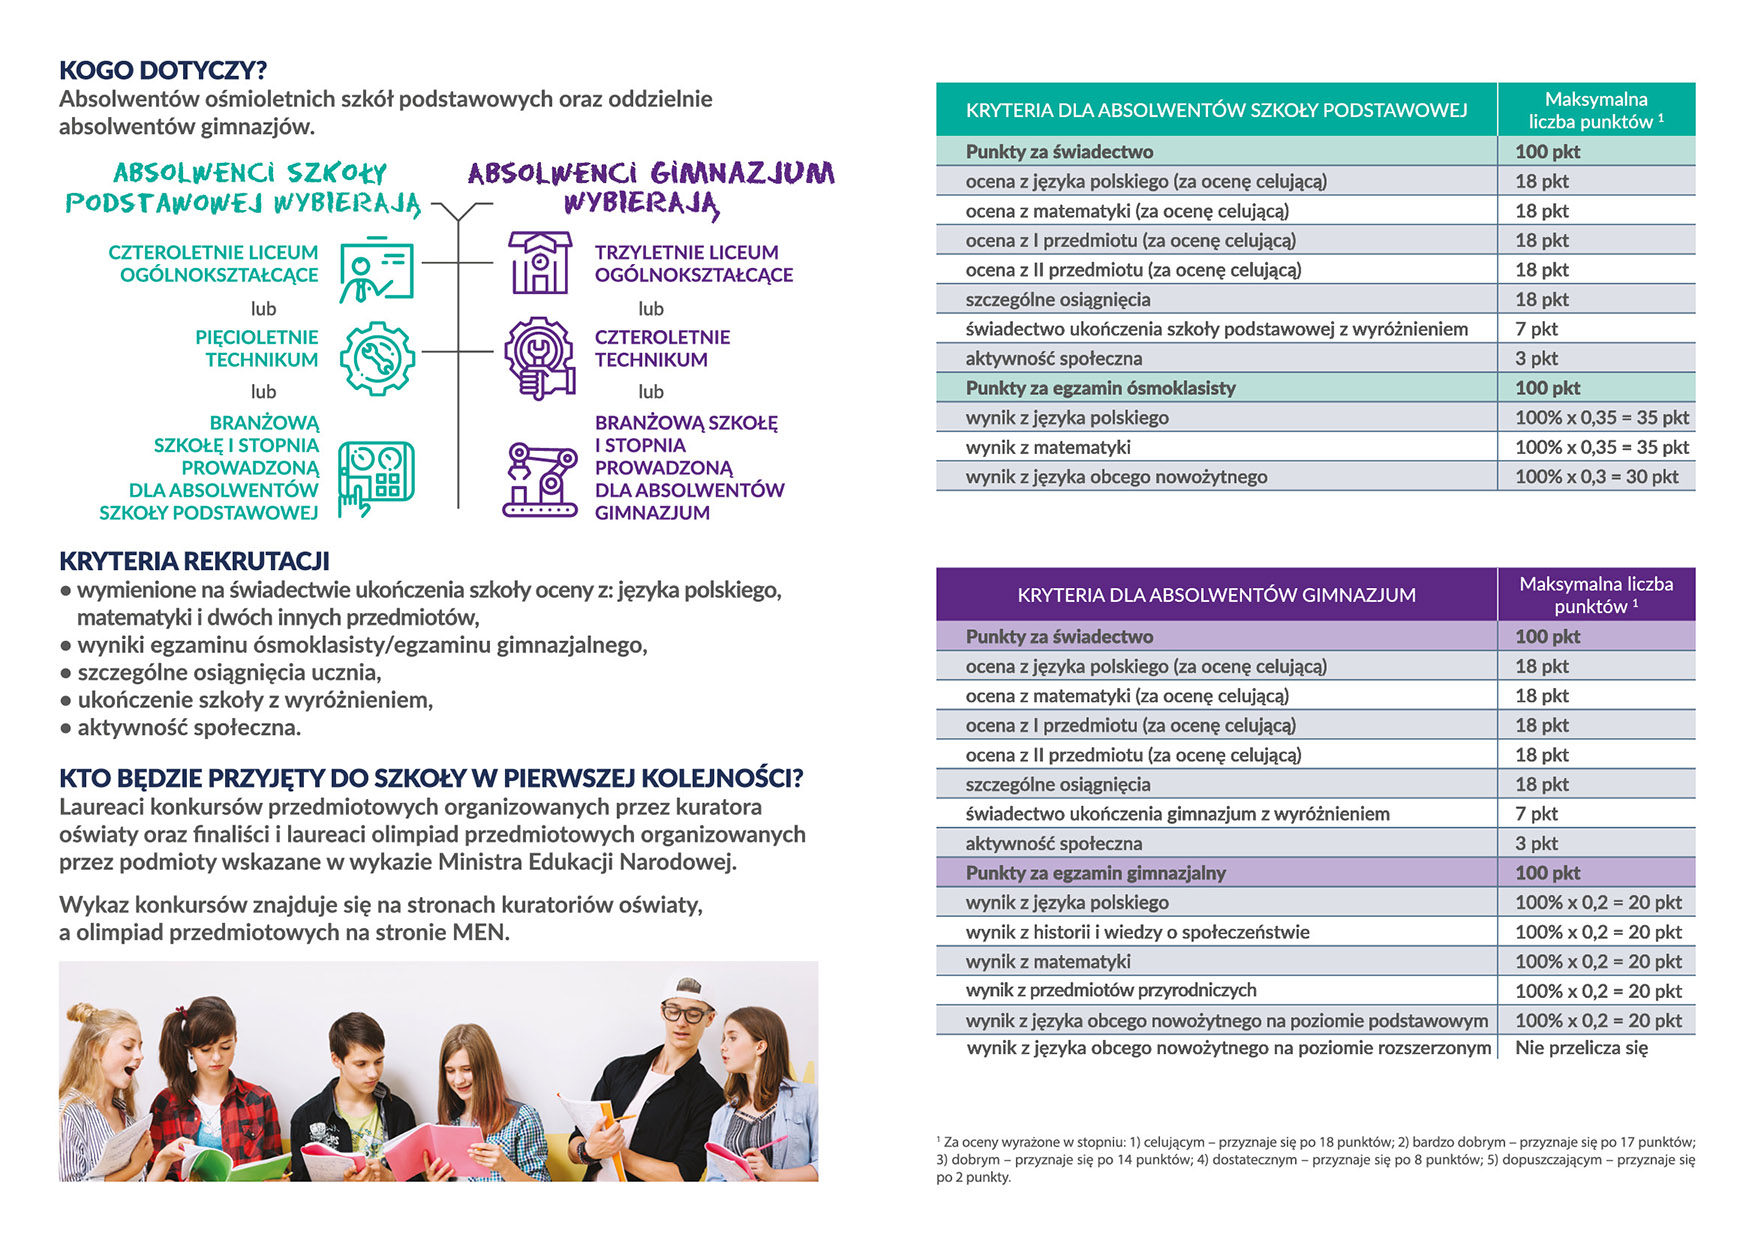 KOGO DOTYCZY?
Absolwentów ośmioletnich szkół podstawowych oraz oddzielnie
absolwentów gimnazjów.
ABSOLWENCI SZKOŁY
PODSTAWOWEJ WYBIERAJĄ
CZTEROLETNIE LICEUM
OGÓLNOKSZTAŁCĄCE
lub
PIĘCIOLETNIE
TECHNIKUM
lub
BRANŻOWĄ
SZKOŁĘ I STOPNIA
PROWADZONĄ
DLA ABSOLWENTÓW
SZKOŁY PODSTAWOWEJ
ABSOLWENCI GIMNAZJUM
WYBIERAJĄ
TRZYLETNIE LICEUM
OGÓLNOKSZTAŁCĄCE
lub
CZTEROLETNIE
TECHNIKUM
lub
BRANŻOWĄ SZKOŁĘ
I STOPNIA
PROWADZONĄ
DLA ABSOLWENTÓW
GIMNAZJUM
KRYTERIA REKRUTACJI
● wymienione na świadectwie ukończenia szkoły oceny z: języka polskiego,
matematyki i dwóch innych przedmiotów,
● wyniki egzaminu ósmoklasisty/egzaminu gimnazjalnego,
● szczególne osiągnięcia ucznia,
● ukończenie szkoły z wyróżnieniem,
● aktywność społeczna.
KTO BĘDZIE PRZYJĘTY DO SZKOŁY W PIERWSZEJ KOLEJNOŚCI?
Laureaci konkursów przedmiotowych organizowanych przez kuratora
oświaty oraz finaliści i laureaci olimpiad przedmiotowych organizowanych
przez podmioty wskazane w wykazie Ministra Edukacji Narodowej.
Wykaz konkursów znajduje się na stronach kuratoriów oświaty,
a olimpiad przedmiotowych na stronie MEN.
KRYTERIA DLA ABSOLWENTÓW SZKOŁY PODSTAWOWEJ
Maksymalna
liczba punktów ¹
Punkty za świadectwo 100 pkt
ocena z języka polskiego (za ocenę celującą) 18 pkt
ocena z matematyki (za ocenę celującą) 18 pkt
ocena z I przedmiotu (za ocenę celującą) 18 pkt
ocena z II przedmiotu (za ocenę celującą) 18 pkt
szczególne osiągnięcia 18 pkt
świadectwo ukończenia szkoły podstawowej z wyróżnieniem 7 pkt
aktywność społeczna 3 pkt
Punkty za egzamin ósmoklasisty 100 pkt
wynik z języka polskiego 100% x 0,35 = 35 pkt
wynik z matematyki 100% x 0,35 = 35 pkt
wynik z języka obcego nowożytnego 100% x 0,3 = 30 pkt
KRYTERIA DLA ABSOLWENTÓW GIMNAZJUM
Maksymalna liczba
punktów ¹
Punkty za świadectwo 100 pkt
ocena z języka polskiego (za ocenę celującą) 18 pkt
ocena z matematyki (za ocenę celującą) 18 pkt
ocena z I przedmiotu (za ocenę celującą) 18 pkt
ocena z II przedmiotu (za ocenę celującą) 18 pkt
szczególne osiągnięcia 18 pkt
świadectwo ukończenia gimnazjum z wyróżnieniem 7 pkt
aktywność społeczna 3 pkt
Punkty za egzamin gimnazjalny 100 pkt
wynik z języka polskiego 100% x 0,2 = 20 pkt
wynik z historii i wiedzy o społeczeństwie 100% x 0,2 = 20 pkt
wynik z matematyki 100% x 0,2 = 20 pkt
wynik z przedmiotów przyrodniczych 100% x 0,2 = 20 pkt
wynik z języka obcego nowożytnego na poziomie podstawowym 100% x 0,2 = 20 pkt
wynik z języka obcego nowożytnego na poziomie rozszerzonym Nie przelicza się
¹ Za oceny wyrażone w stopniu: 1) celującym – przyznaje się po 18 punktów; 2) bardzo dobrym – przyznaje się po 17 punktów;
3) dobrym – przyznaje się po 14 punktów; 4) dostatecznym – przyznaje się po 8 punktów; 5) dopuszczającym – przyznaje się
po 2 punkty.